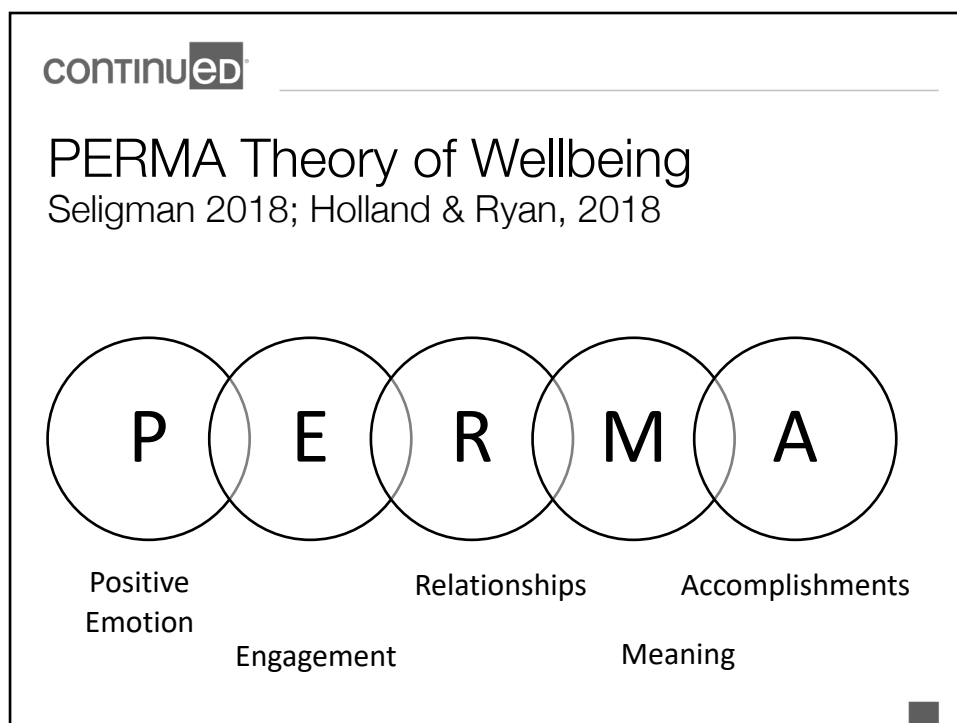 continued
PERMA Theory of Wellbeing
Seligman 2018; Holland & Ryan, 2018
P E R M A
Positive
Emotion
Engagement
Relationships
Meaning
Accomplishments